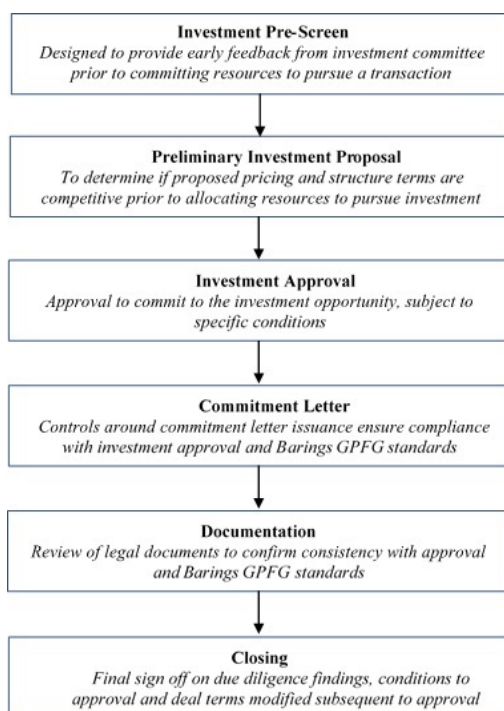 Investment Pre-Screen
Designed to provide early feedback from investment committee
prior to committing resources to pursue a transaction
Preliminary Investment Proposal
To determine if proposed pricing and structure terms are
competitive prior to allocating resources to pursue investment
Investment Approval
Approval to commit to the investment opportunity, subject to
specific conditions
Commitment Letter
Controls around commitment letter issuance ensure compliance
with investment approval and Barings GPFG standards
Documentation
Review of legal documents to confirm consistency with approval
and Barings GPFG standards
Closing
Final sign off on due diligence findings, conditions to
approval and deal terms modified subsequent to approval